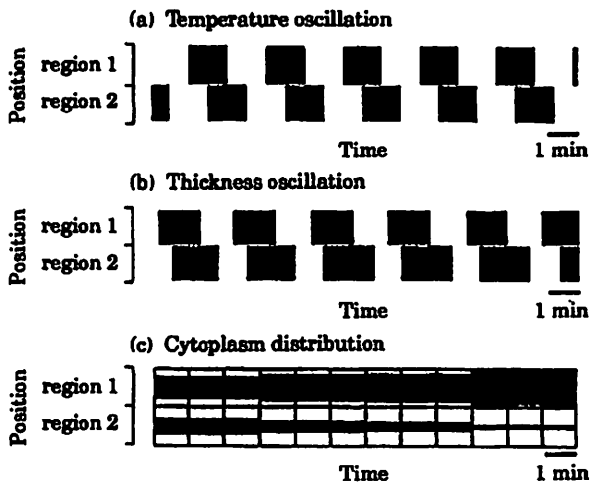 (a) Temperature oscillation
Position
region 1
region 2
Time
1 min
(b) Thickness oscillation
Position
region 1
region 2
Time
1 min
(c) Cytoplasm distribution
Position
region 1
region 2
Time
1 min